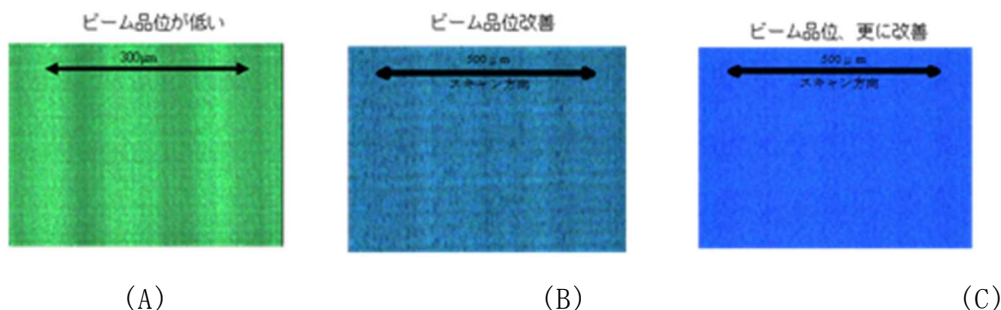 ビーム品位が低い
300μm
(A)
ビーム品位改善
500μm
スキャン方向
(B)
ビーム品位、更に改善
500μm
スキャン方向
(C)